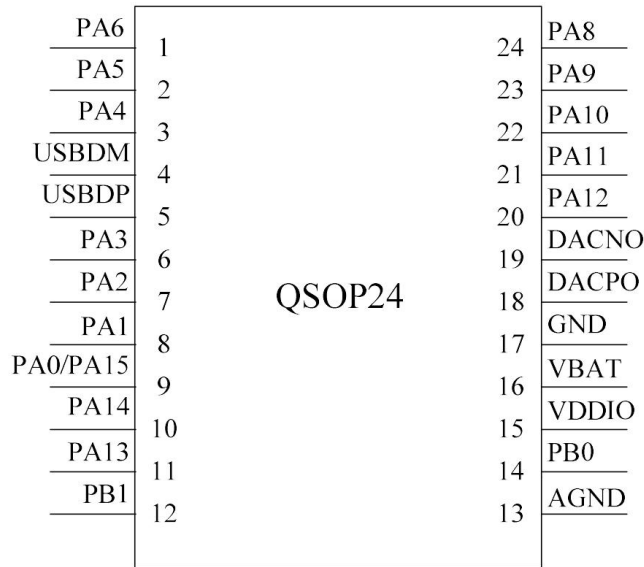 PA6 1 24 PA8
PA5 2 23 PA9
PA4 3 22 PA10
USBDM 4 21 PA11
USBDP 5 20 PA12
PA3 6 19 DACNO
PA2 7 18 DACPO
QSOP24
PA1 8 17 GND
PA0/PA15 9 16 VBAT
PA14 10 15 VDDIO
PA13 11 14 PB0
PB1 12 13 AGND